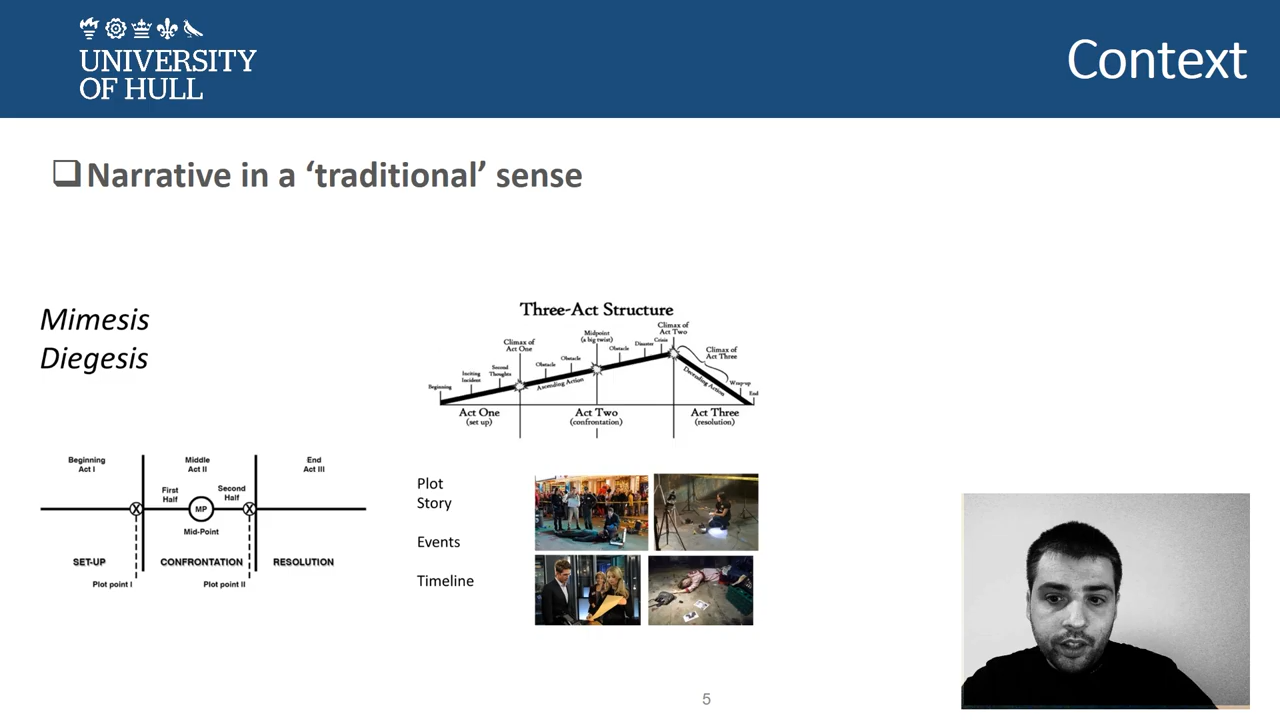 UNIVERSITY
OF HULL
Context
Narrative in a ‘traditional’ sense
Mimesis
Diegesis
Three-Act Structure
Climax of
Act One
Midpoint
(a big twist)
Climax of
Act Two
Climax of
Act Three
Beginning
Inciting
Incident
Second
Thoughts
Obstacle
Obstacle
Obstacle
Disaster
Crisis
Ascending Action
Descending Action
Wrap-up
End
Act One
(set up)
Act Two
(confrontation)
Act Three
(resolution)
Beginning
Act I
Middle
Act II
End
Act III
First
Half
Second
Half
X
MP
X
Mid-Point
SET-UP
CONFRONTATION
RESOLUTION
Plot point I
Plot point II
Plot
Story
Events
Timeline
5